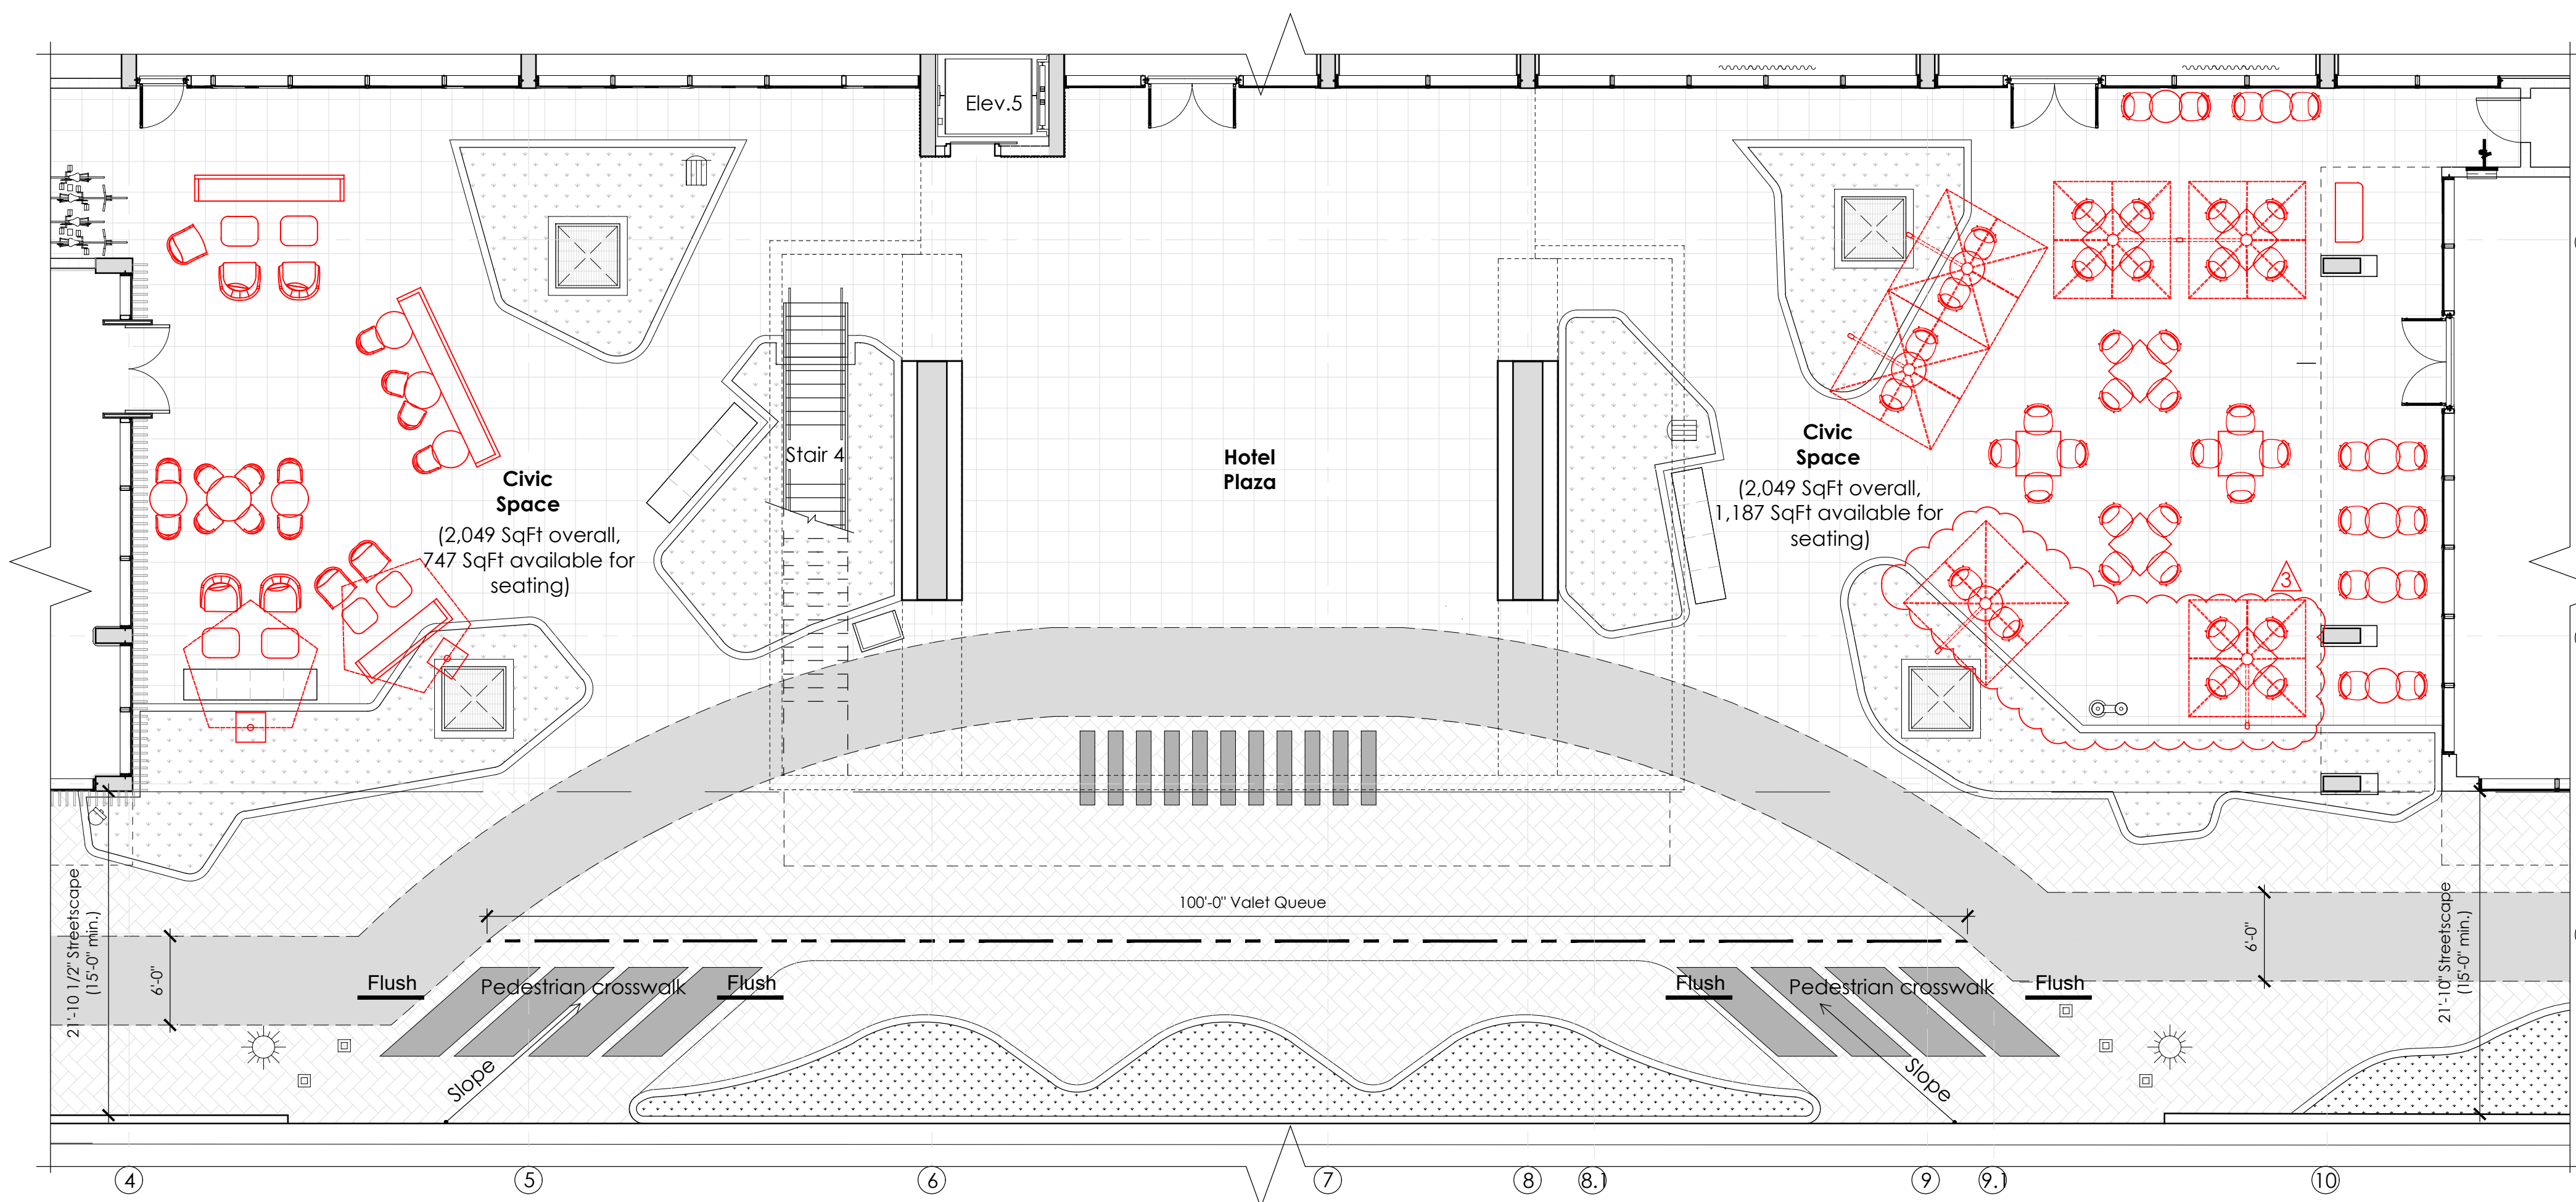 Elev.5
Civic
Space
(2,049 SqFt overall,
747 SqFt available for
seating)
Stair 4
Hotel
Plaza
Civic
Space
(2,049 SqFt overall,
1,187 SqFt available for
seating)
3
21'-10 1/2" Streetscape
(15'-0" min.)
6'-0"
100'-0" Valet Queue
Flush
Pedestrian crosswalk
Flush
Slope
Flush
Pedestrian crosswalk
Flush
Slope
6'-0"
21'-10" Streetscape
(15'-0" min.)
4
5
6
7
8
8.1
9
9.1
10